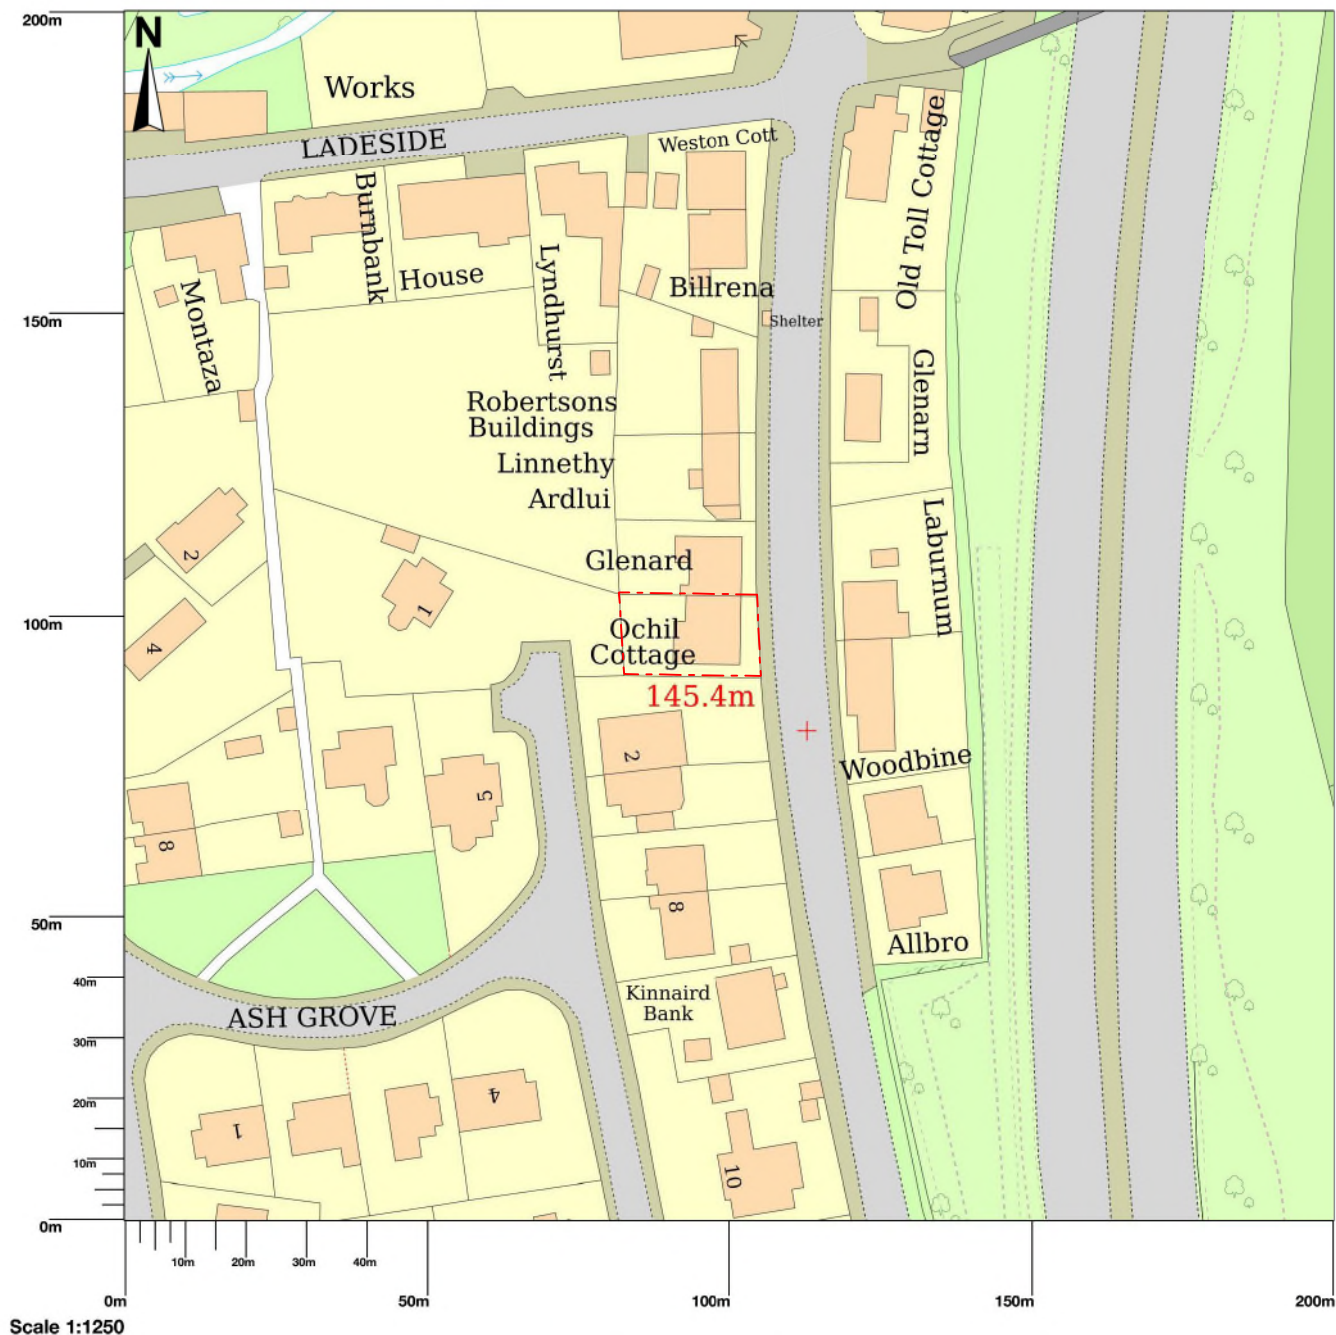 200m
N
Works
LADESIDE
Weston Cott
Old Toll Cottage
Burnbank
House
Lyndhurst
Montaza
Billrena
150m
Shelter
Glenarn
Robertsons
Buildings
Linnethy
Ardlui
Laburnum
2
Glenard
1
100m
4
Ochil
Cottage
145.4m
2
Woodbine
5
8
8
50m
Allbro
40m
Kinnaird
Bank
ASH GROVE
30m
20m
4
1
10m
10
0m
10m 20m 30m 40m
0m 50m 100m 150m 200m
Scale 1:1250